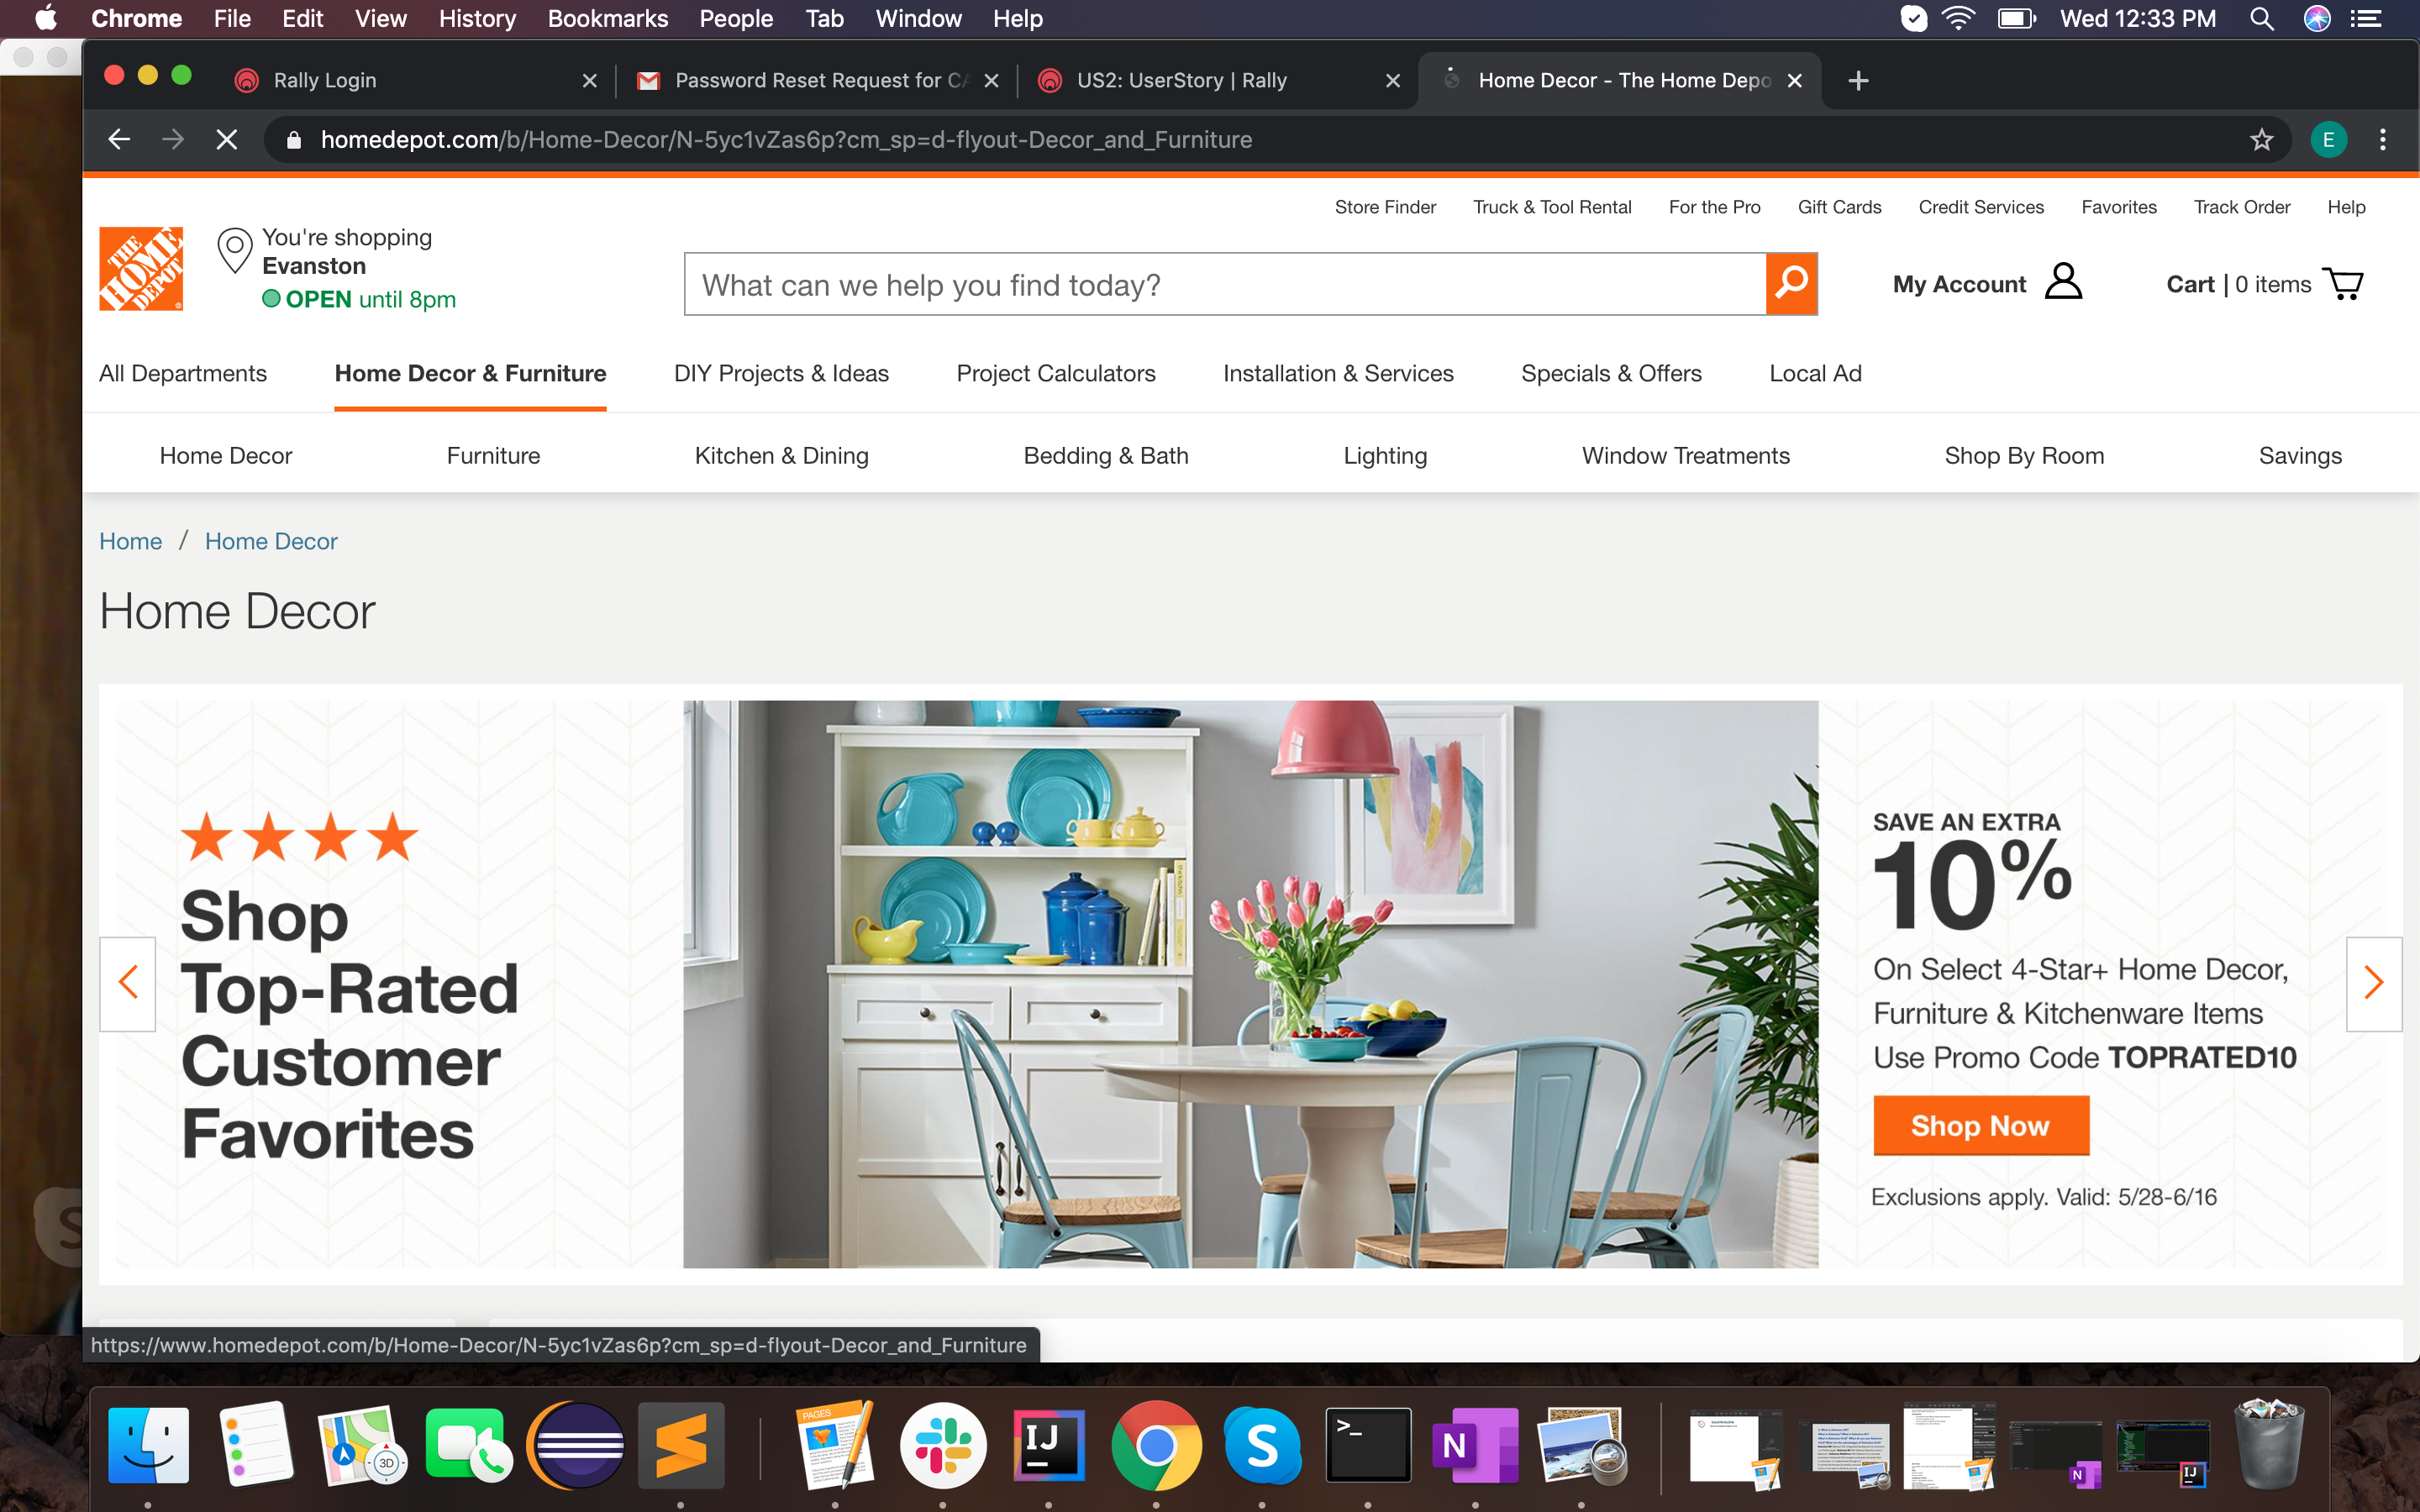 Chrome File Edit View History Bookmarks People Tab Window Help Wed 12:33 PM
Rally Login
Password Reset Request for CA
US2: UserStory | Rally
Home Decor - The Home Depo
homedepot.com/b/Home-Decor/N-5yc1vZas6p?cm_sp=d-flyout-Decor_and_Furniture
E
Store Finder Truck & Tool Rental For the Pro Gift Cards Credit Services Favorites Track Order Help
THE
HOME
DEPOT
You're shopping
Evanston
OPEN until 8pm
What can we help you find today?
My Account
Cart | 0 items
All Departments Home Decor & Furniture DIY Projects & Ideas Project Calculators Installation & Services Specials & Offers Local Ad
Home Decor Furniture Kitchen & Dining Bedding & Bath Lighting Window Treatments Shop By Room Savings
Home / Home Decor
Home Decor
Shop
Top-Rated
Customer
Favorites
SAVE AN EXTRA
10%
On Select 4-Star+ Home Decor,
Furniture & Kitchenware Items
Use Promo Code TOPRATED10
Shop Now
Exclusions apply. Valid: 5/28-6/16
https://www.homedepot.com/b/Home-Decor/N-5yc1vZas6p?cm_sp=d-flyout-Decor_and_Furniture
3D
PAGES
IJ
S
>_
N
N
IJ